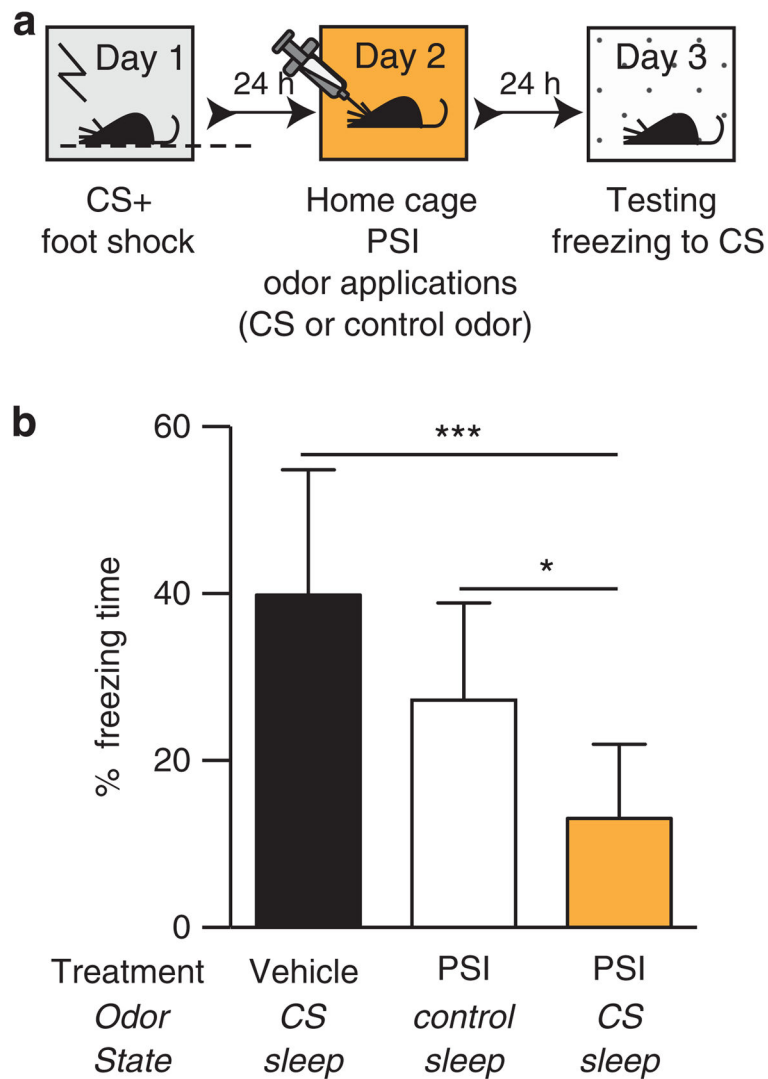 a
Day 1
24 h
Day 2
24 h
Day 3
CS+
foot shock
Home cage
PSI
odor applications
(CS or control odor)
Testing
freezing to CS
b
% freezing time
60
40
20
0
***
*
Treatment Vehicle PSI PSI
Odor CS control CS
State sleep sleep sleep